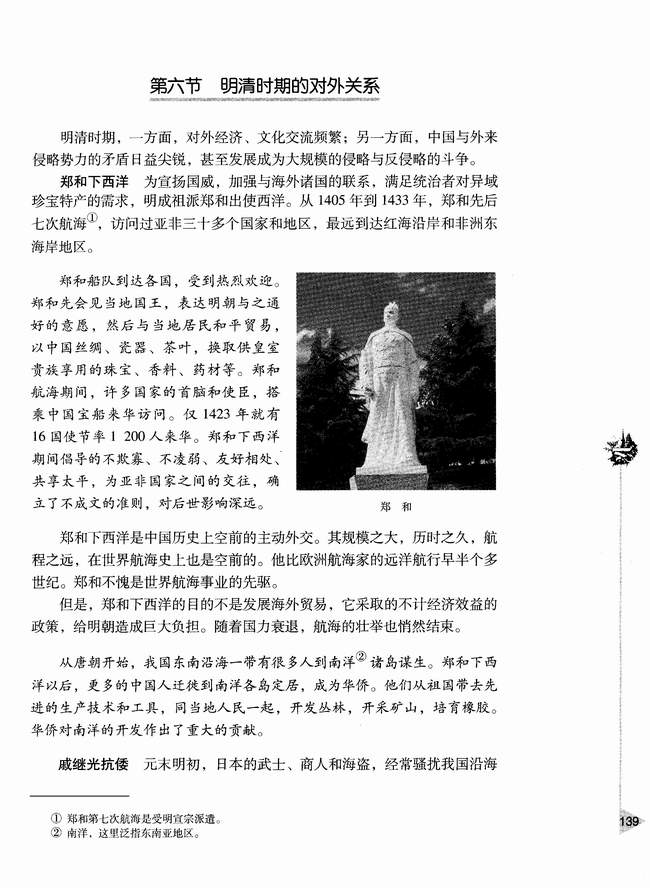 第六节　明清时期的对外关系
明清时期，一方面，对外经济、文化交流频繁；另一方面，中国与外来
侵略势力的矛盾日益尖锐，甚至发展成为大规模的侵略与反侵略的斗争。
郑和下西洋　为宣扬国威，加强与海外诸国的联系，满足统治者对异域
珍宝特产的需求，明成祖派郑和出使西洋。从 1405 年到 1433 年，郑和先后
七次航海①，访问过亚非三十多个国家和地区，最远到达红海沿岸和非洲东
海岸地区。
郑和船队到达各国，受到热烈欢迎。
郑和先会见当地国王，表达明朝与之通
好的意愿，然后与当地居民和平贸易，
以中国丝绸、瓷器、茶叶，换取供皇室
贵族享用的珠宝、香料、药材等。郑和
航海期间，许多国家的首脑和使臣，搭
乘中国宝船来华访问。仅 1423 年就有
16 国使节率 1 200 人来华。郑和下西洋
期间倡导的不欺寡、不凌弱、友好相处、
共享太平，为亚非国家之间的交往，确
立了不成文的准则，对后世影响深远。
郑　和
郑和下西洋是中国历史上空前的主动外交。其规模之大，历时之久，航
程之远，在世界航海史上也是空前的。他比欧洲航海家的远洋航行早半个多
世纪。郑和不愧是世界航海事业的先驱。
但是，郑和下西洋的目的不是发展海外贸易，它采取的不计经济效益的
政策，给明朝造成巨大负担。随着国力衰退，航海的壮举也悄然结束。
从唐朝开始，我国东南沿海一带有很多人到南洋②诸岛谋生。郑和下西
洋以后，更多的中国人迁徙到南洋各岛定居，成为华侨。他们从祖国带去先
进的生产技术和工具，同当地人民一起，开发丛林，开采矿山，培育橡胶。
华侨对南洋的开发作出了重大的贡献。
戚继光抗倭　元末明初，日本的武士、商人和海盗，经常骚扰我国沿海
① 郑和第七次航海是受明宣宗派遣。
② 南洋，这里泛指东南亚地区。
139